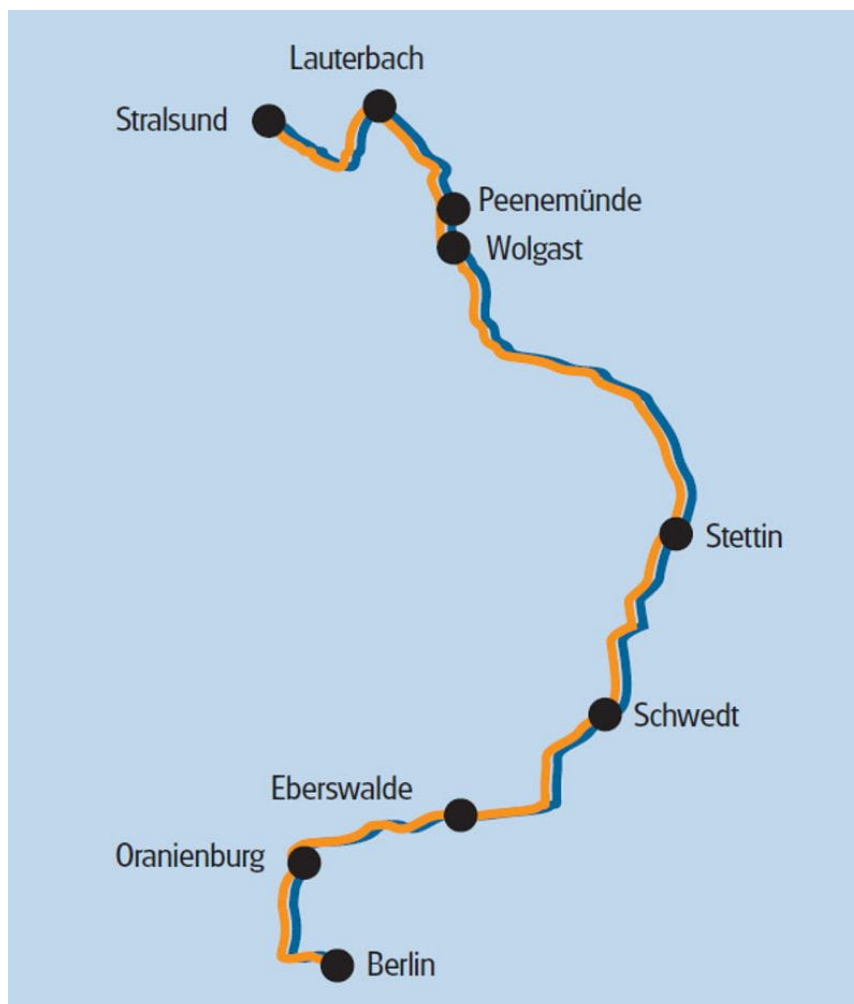 Lauterbach
Stralsund
Peenemünde
Wolgast
Stettin
Schwedt
Eberswalde
Oranienburg
Berlin